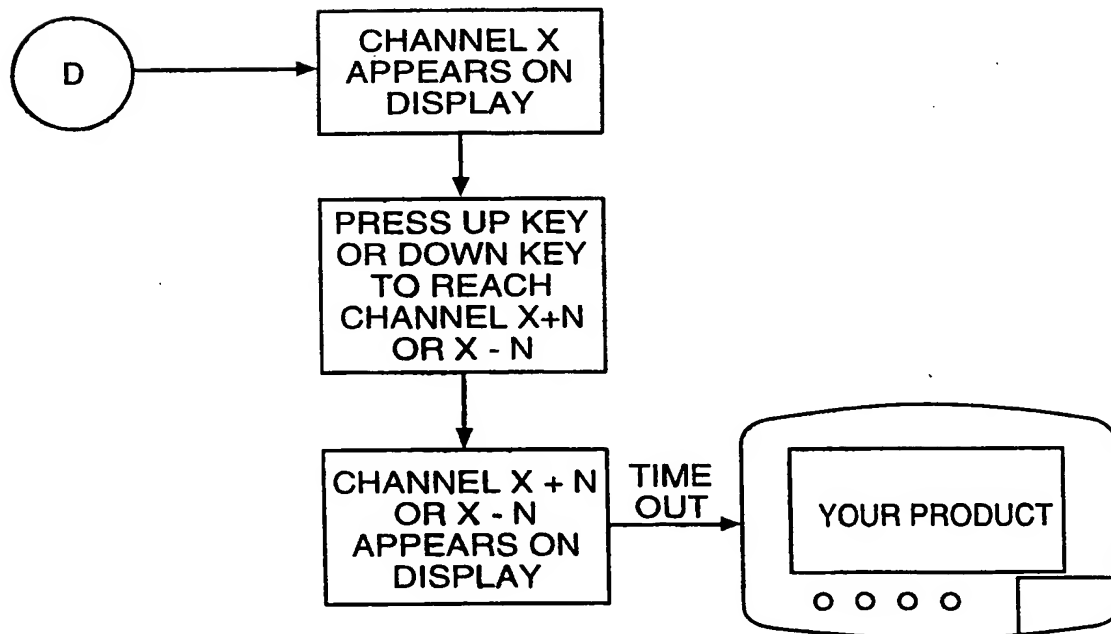 D
CHANNEL X
APPEARS ON
DISPLAY
PRESS UP KEY
OR DOWN KEY
TO REACH
CHANNEL X+N
OR X - N
CHANNEL X + N
OR X - N
APPEARS ON
DISPLAY
TIME
OUT
YOUR PRODUCT